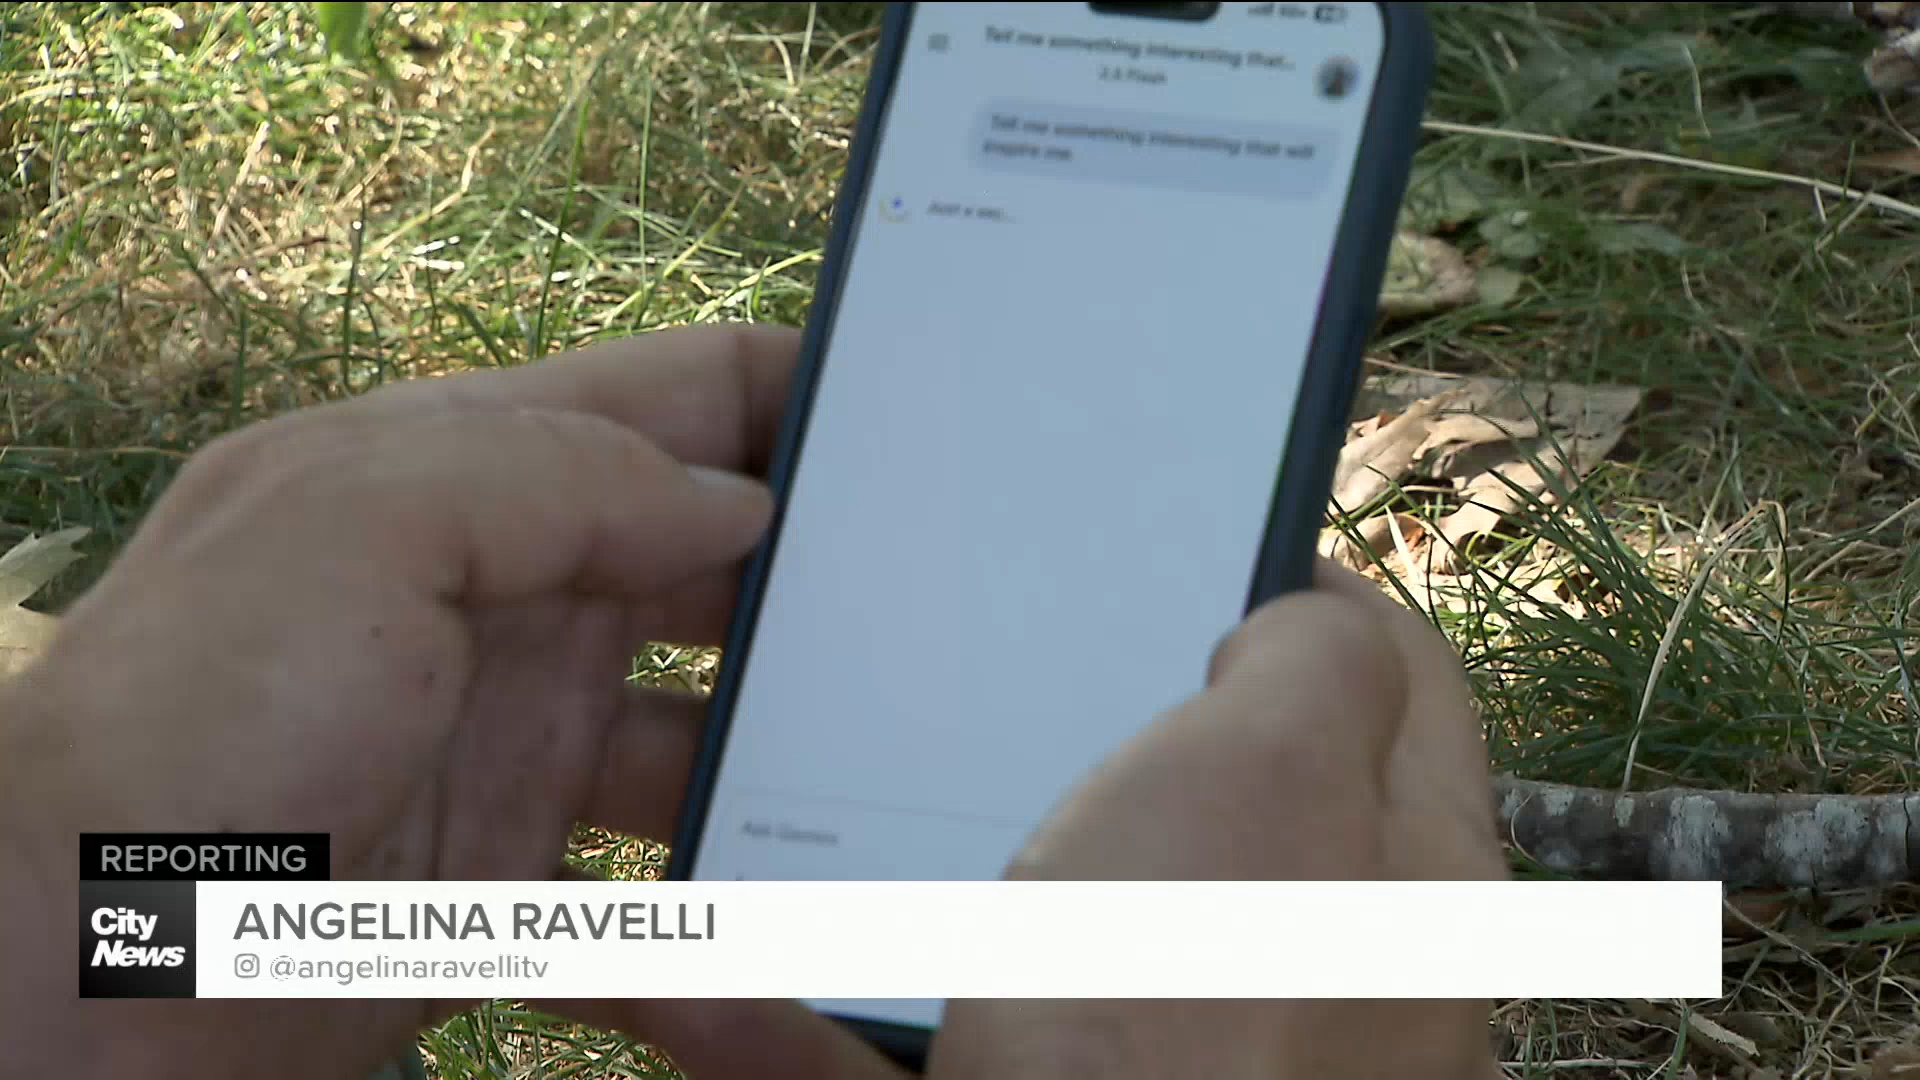 Tell me something interesting that...
2.5 Flash
Tell me something interesting that will
inspire me.
Just a sec...
Ask Gemini
REPORTING
City
News
ANGELINA RAVELLI
@angelinaravellitv